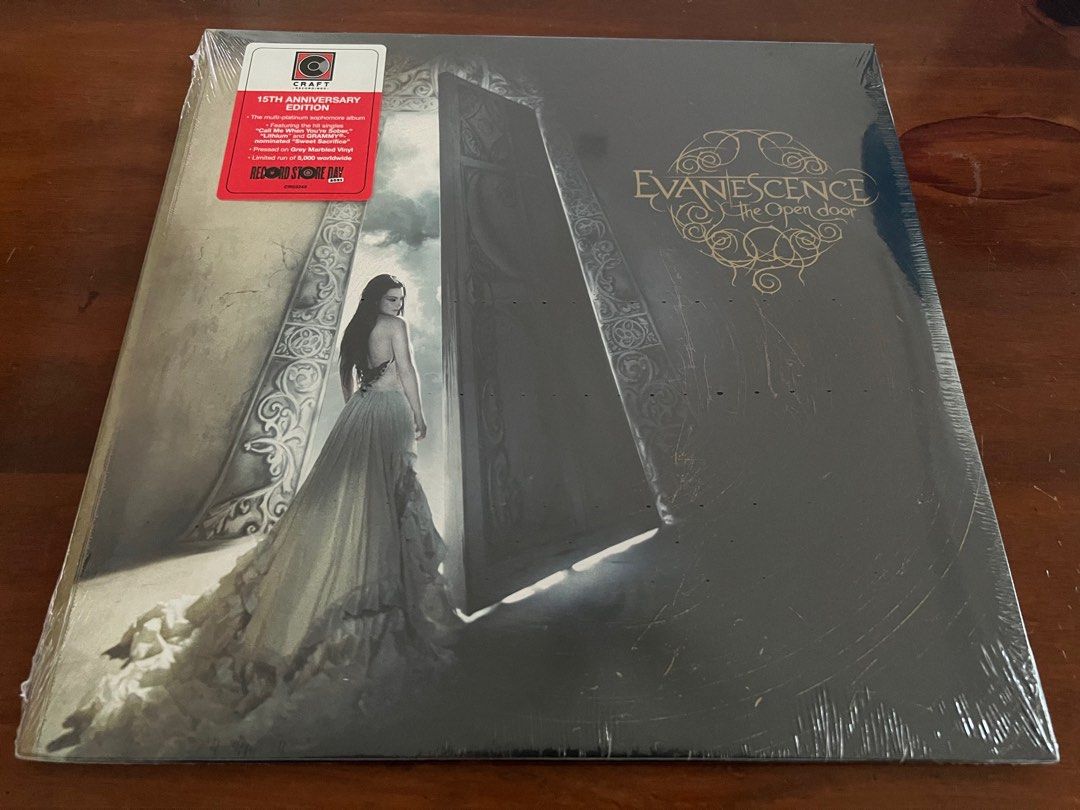 CRAFT
RECORDINGS
15TH ANNIVERSARY
EDITION
• The multi-platinum sophomore album
• Featuring the hit singles
"Call Me When You're Sober,"
"Lithium" and GRAMMY®-
nominated "Sweet Sacrifice"
• Pressed on Grey Marbled Vinyl
• Limited run of 8,000 worldwide
RECORD STORE DAY
EVANESCENCE
the Open door